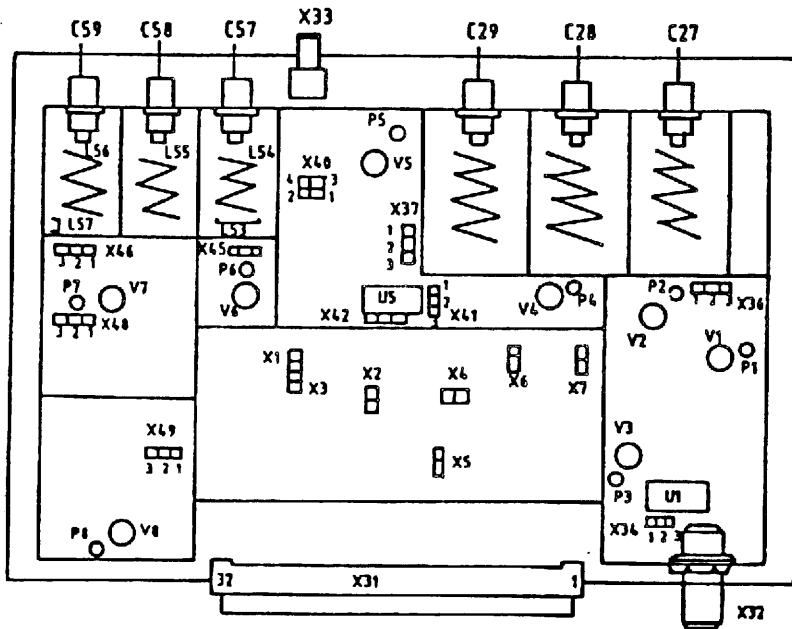 C59 C58 C57 X33 C29 C28 C27
P5
L56 L55 L54 V5
X40
4 3
2 1
X37
1
2
3
L57 L53
X46 X45
3 2 1
P6
P7 V7 V6
X48
3 2 1
U5
X42
1
2
3
X41
V4 P4
P2
1 2 3
X36
V2 V1
P1
X1
X3
X2 X4 X6 X7
X49
3 2 1
X5
V3
P3
U1
X34
1 2 3
P8 V8
32 X31 1
X32